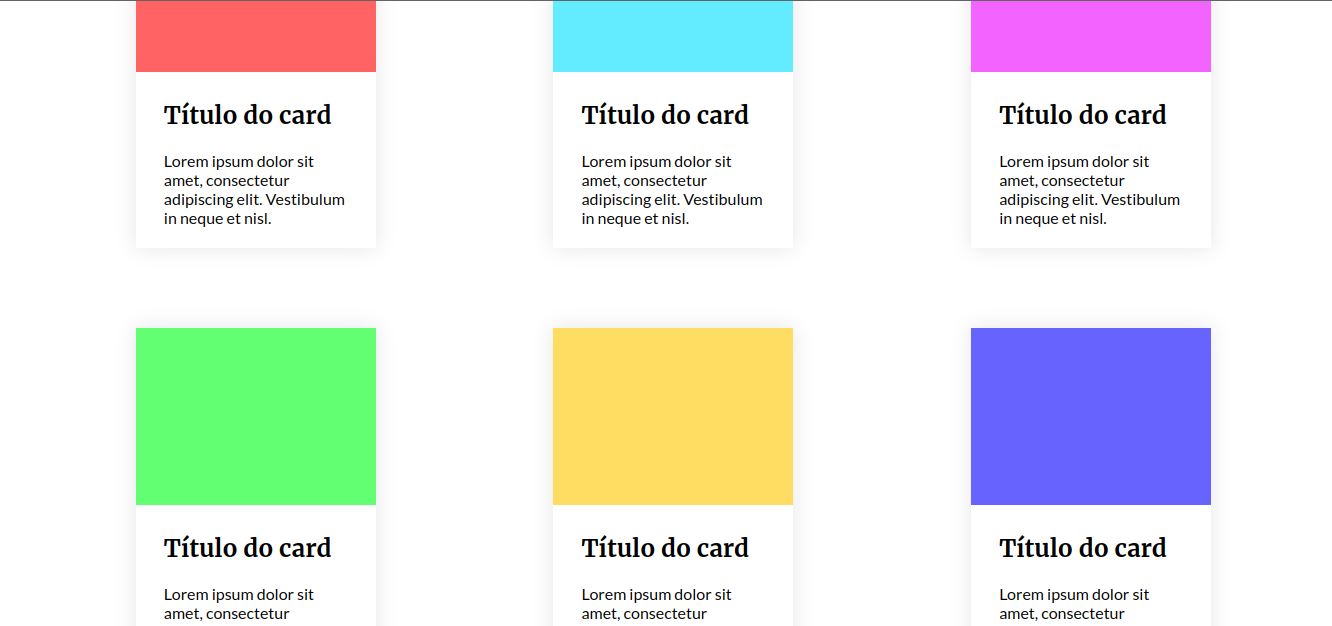 Título do card
Lorem ipsum dolor sit
amet, consectetur
adipiscing elit. Vestibulum
in neque et nisl.
Título do card
Lorem ipsum dolor sit
amet, consectetur
adipiscing elit. Vestibulum
in neque et nisl.
Título do card
Lorem ipsum dolor sit
amet, consectetur
adipiscing elit. Vestibulum
in neque et nisl.
Título do card
Lorem ipsum dolor sit
amet, consectetur
Título do card
Lorem ipsum dolor sit
amet, consectetur
Título do card
Lorem ipsum dolor sit
amet, consectetur